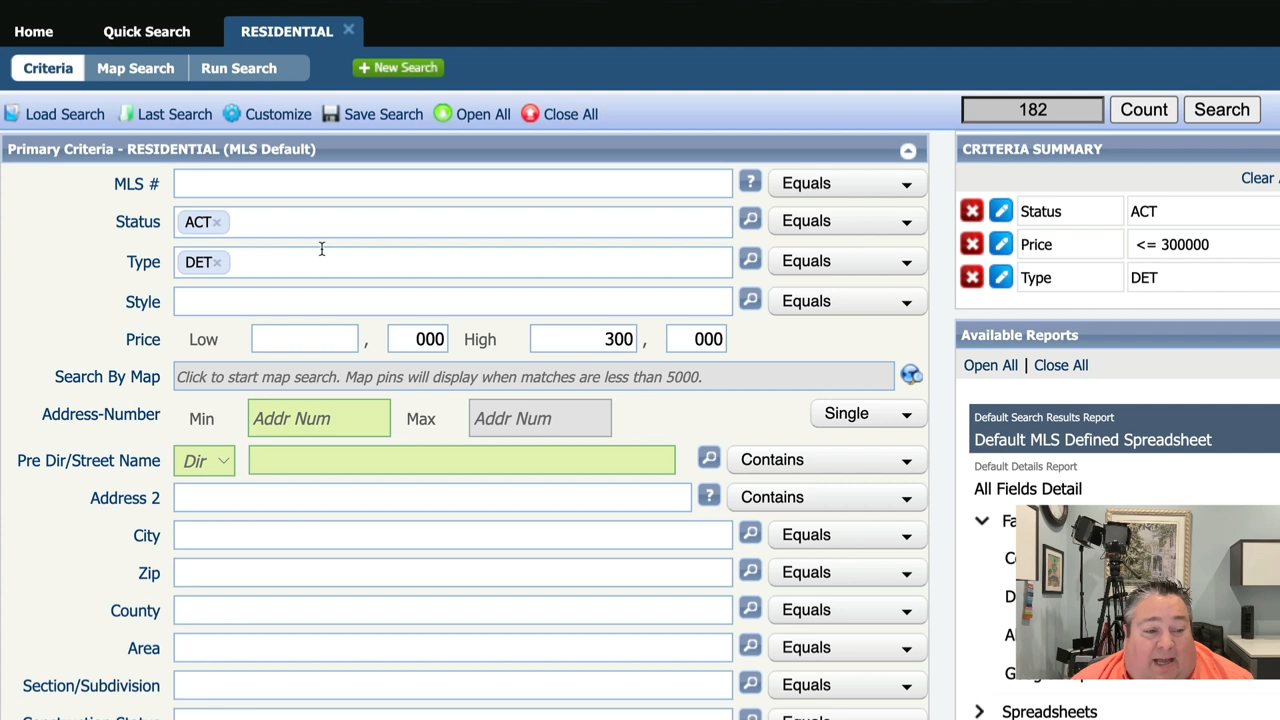 Home Quick Search RESIDENTIAL
Criteria Map Search Run Search New Search
Load Search Last Search Customize Save Search Open All Close All 182 Count Search
Primary Criteria - RESIDENTIAL (MLS Default)
MLS # ? Equals
Status ACT× Equals
Type DET× Equals
Style Equals
Price Low , 000 High 300 , 000
Search By Map Click to start map search. Map pins will display when matches are less than 5000.
Address-Number Min Addr Num Max Addr Num Single
Pre Dir/Street Name Dir Contains
Address 2 ? Contains
City Equals
Zip Equals
County Equals
Area Equals
Section/Subdivision Equals
CRITERIA SUMMARY
Clear
Status ACT
Price <= 300000
Type DET
Available Reports
Open All | Close All
Default Search Results Report
Default MLS Defined Spreadsheet
Default Details Report
All Fields Detail
Spreadsheets